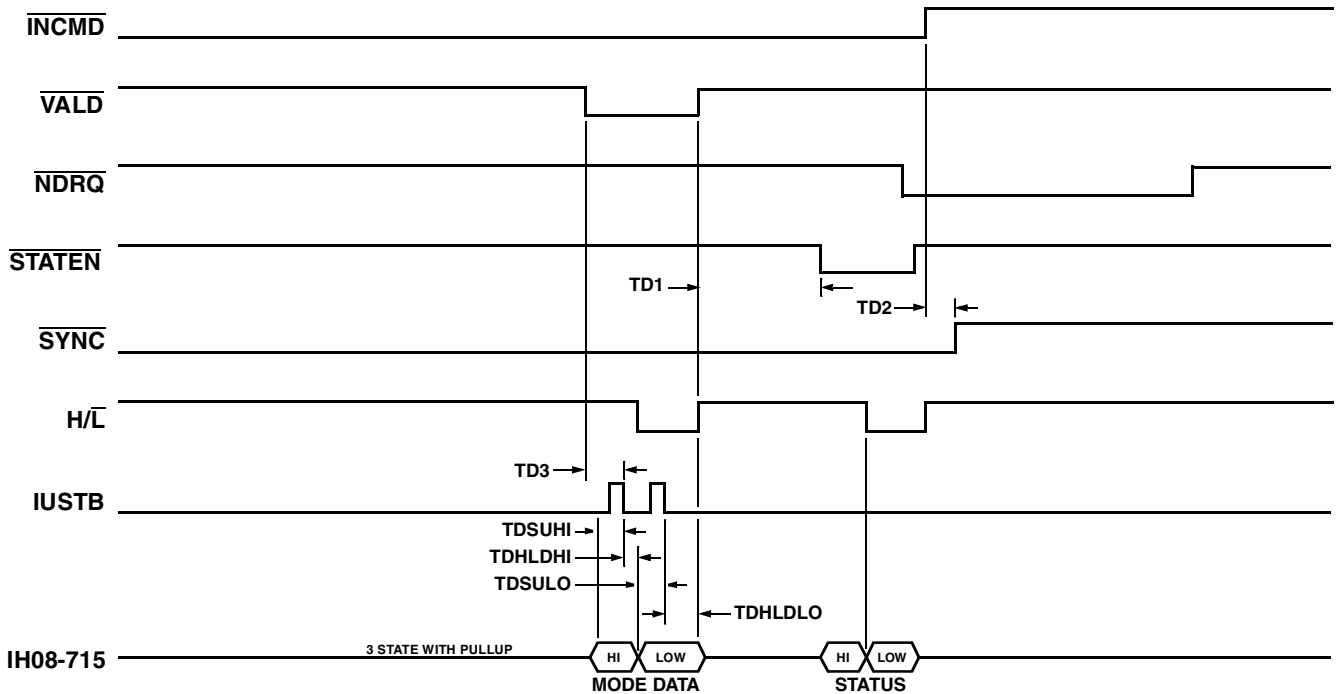 INCMD
VALD
NDRQ
STATEN
TD1
TD2
SYNC
H/L
TD3
IUSTB
TDSUHI
TDHLDHI
TDSULO
TDHLDLO
IH08-715
3 STATE WITH PULLUP
HI
LOW
HI
LOW
MODE DATA
STATUS